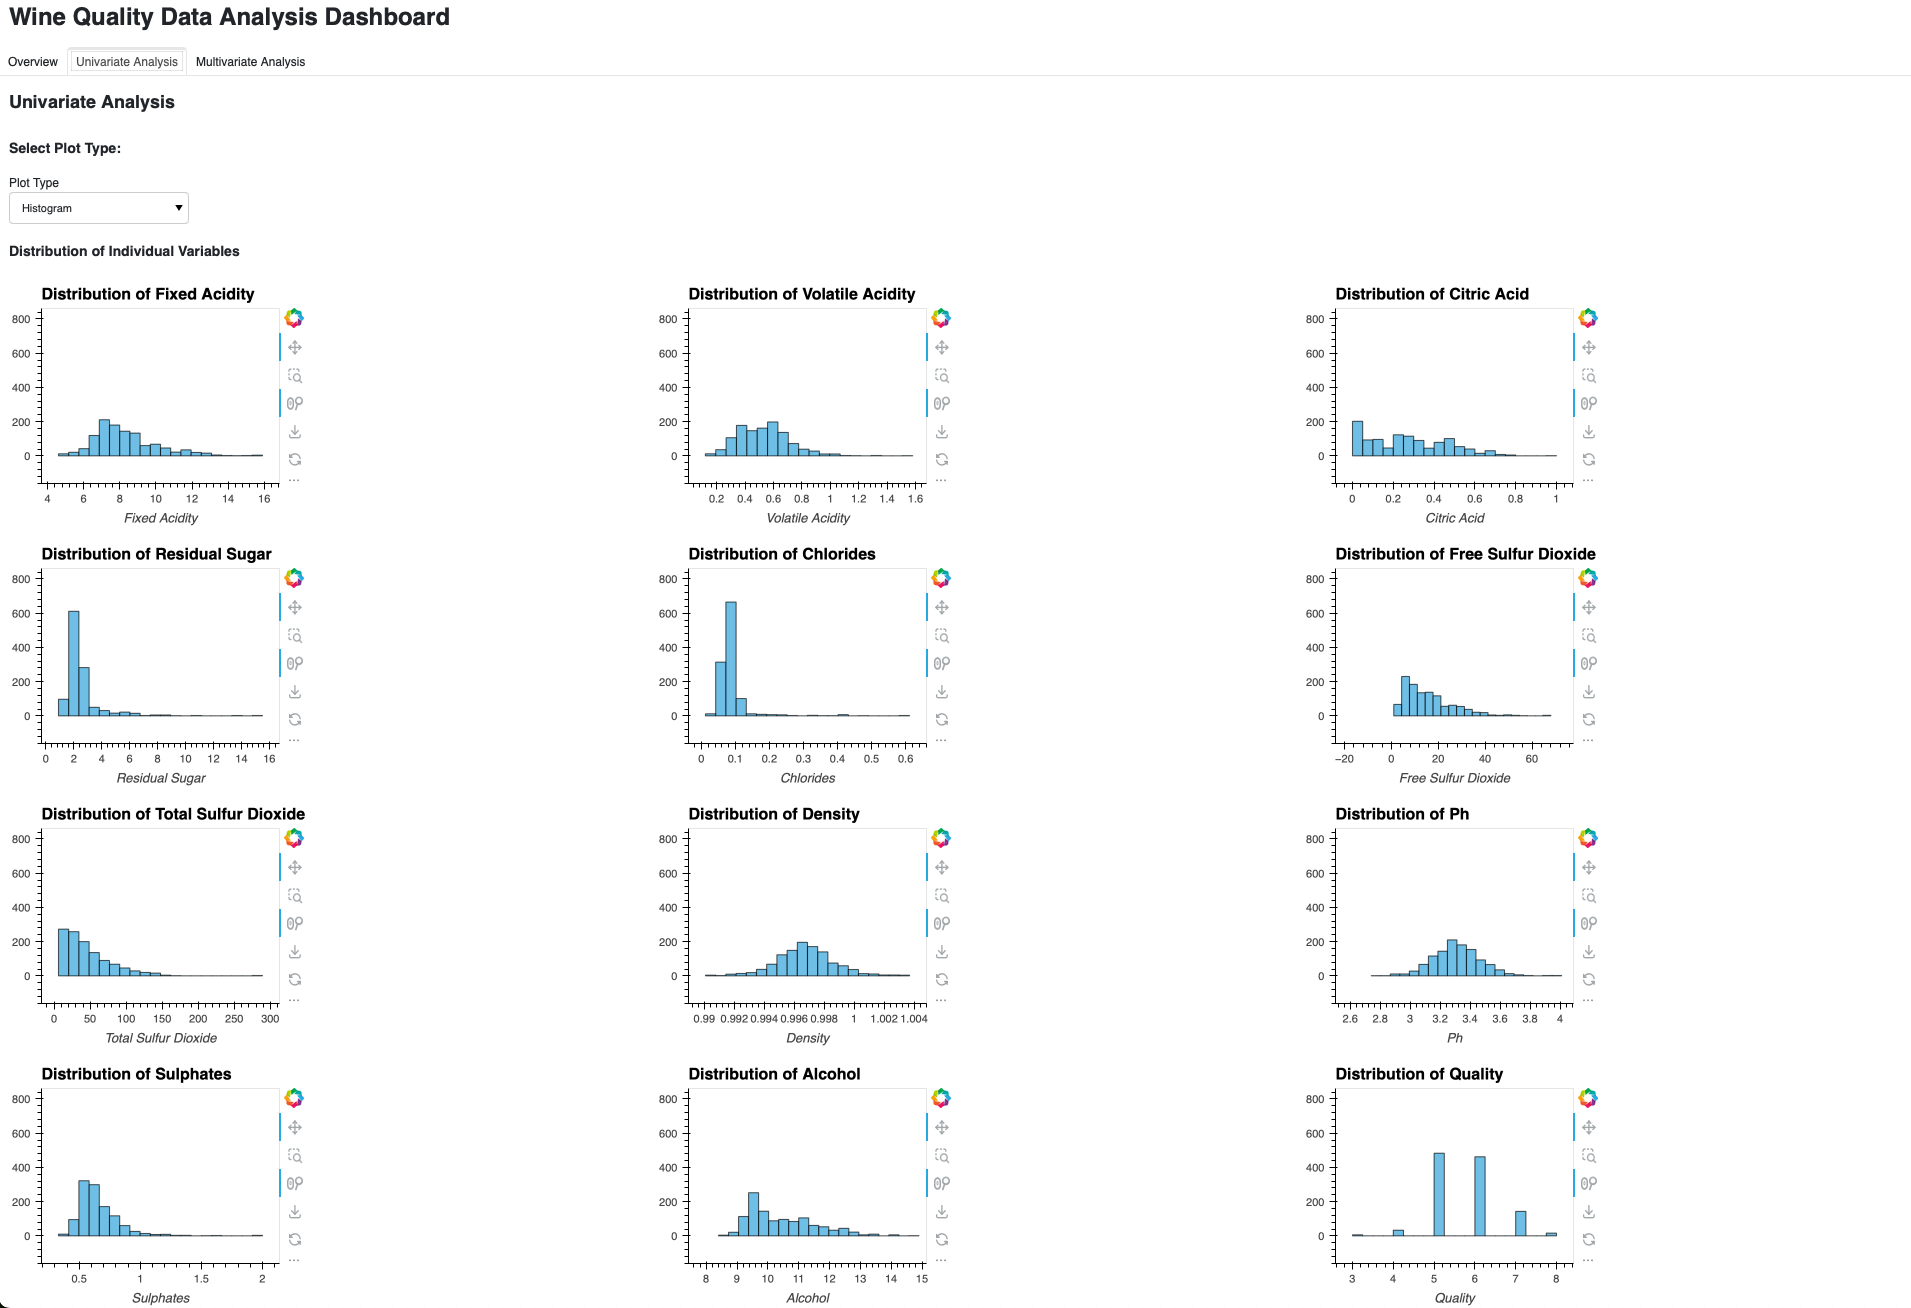 Wine Quality Data Analysis Dashboard
Overview Univariate Analysis Multivariate Analysis
Univariate Analysis
Select Plot Type:
Plot Type
Histogram
Distribution of Individual Variables
Distribution of Fixed Acidity
800
600
400
200
0
4 6 8 10 12 14 16
Fixed Acidity
Distribution of Volatile Acidity
800
600
400
200
0
0.2 0.4 0.6 0.8 1 1.2 1.4 1.6
Volatile Acidity
Distribution of Citric Acid
800
600
400
200
0
0 0.2 0.4 0.6 0.8 1
Citric Acid
Distribution of Residual Sugar
800
600
400
200
0
0 2 4 6 8 10 12 14 16
Residual Sugar
Distribution of Chlorides
800
600
400
200
0
0 0.1 0.2 0.3 0.4 0.5 0.6
Chlorides
Distribution of Free Sulfur Dioxide
800
600
400
200
0
−20 0 20 40 60
Free Sulfur Dioxide
Distribution of Total Sulfur Dioxide
800
600
400
200
0
0 50 100 150 200 250 300
Total Sulfur Dioxide
Distribution of Density
800
600
400
200
0
0.99 0.992 0.994 0.996 0.998 1 1.002 1.004
Density
Distribution of Ph
800
600
400
200
0
2.6 2.8 3 3.2 3.4 3.6 3.8 4
Ph
Distribution of Sulphates
800
600
400
200
0
0.5 1 1.5 2
Sulphates
Distribution of Alcohol
800
600
400
200
0
8 9 10 11 12 13 14 15
Alcohol
Distribution of Quality
800
600
400
200
0
3 4 5 6 7 8
Quality